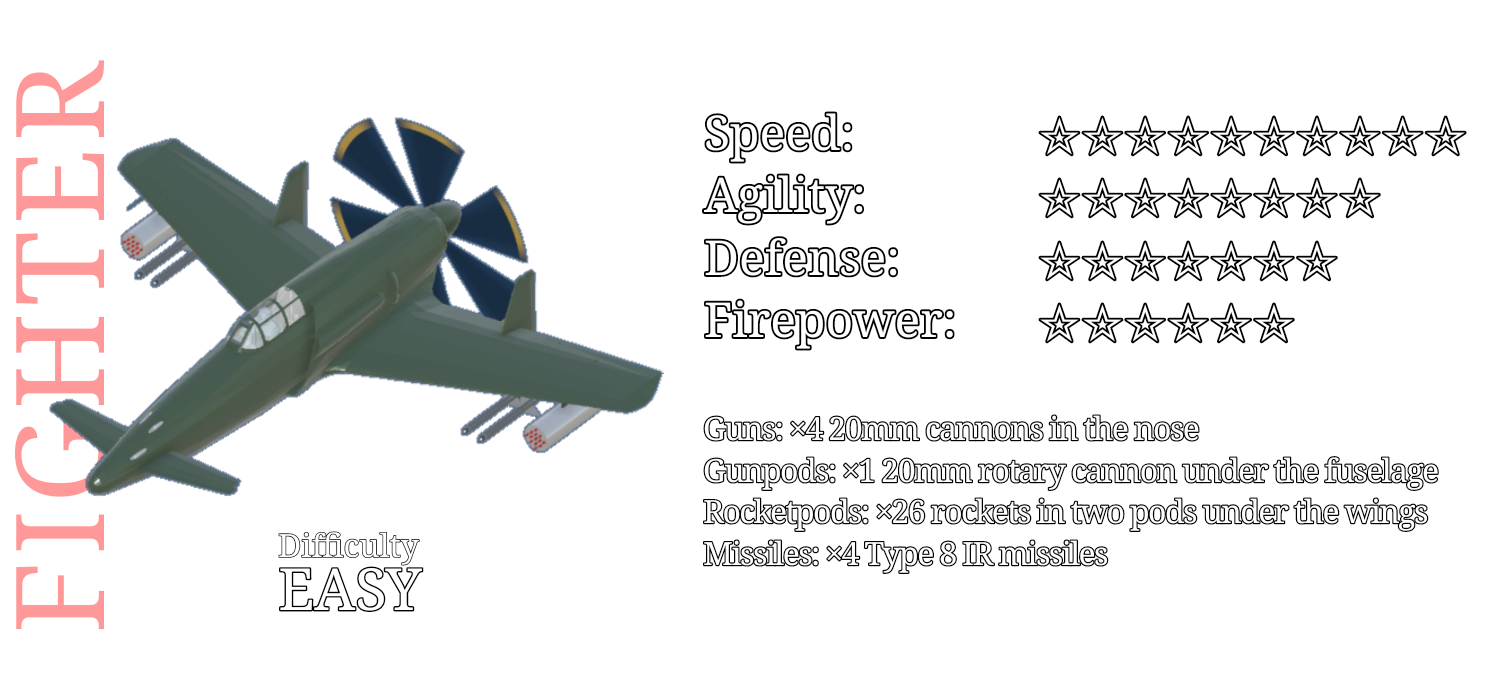 FIGHTER
Difficulty
EASY
Speed: ★★★★★★★★★★
Agility: ★★★★★★★★
Defense: ★★★★★★★
Firepower: ★★★★★★
Guns: ×4 20mm cannons in the nose
Gunpods: ×1 20mm rotary cannon under the fuselage
Rocketpods: ×26 rockets in two pods under the wings
Missiles: ×4 Type 8 IR missiles